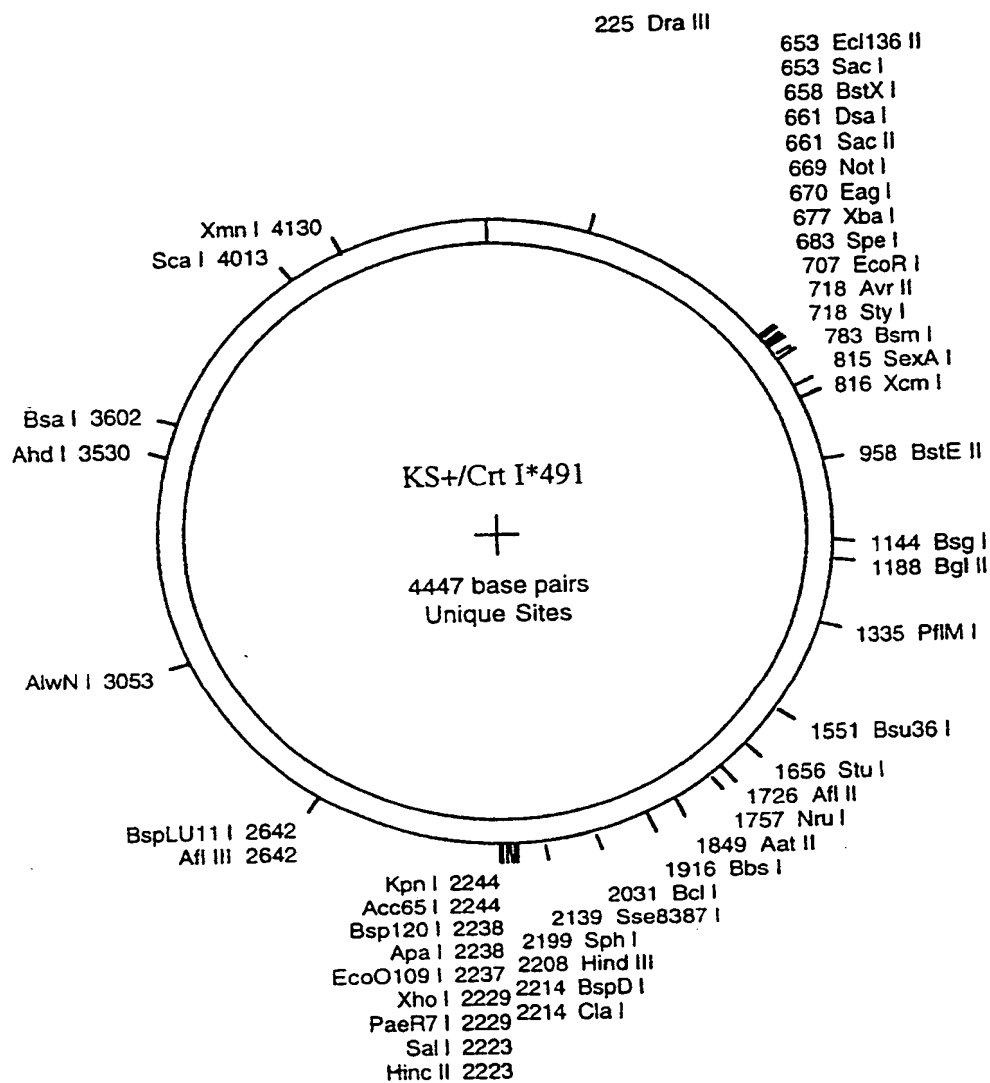 225 Dra III
653 Ecl136 II
653 Sac I
658 BstX I
661 Dsa I
661 Sac II
669 Not I
670 Eag I
677 Xba I
683 Spe I
707 EcoR I
718 Avr II
718 Sty I
783 Bsm I
815 SexA I
816 Xcm I
958 BstE II
1144 Bsg I
1188 Bgl II
1335 PflM I
1551 Bsu36 I
1656 Stu I
1726 Afl II
1757 Nru I
1849 Aat II
1916 Bbs I
2031 Bcl I
2139 Sse8387 I
2199 Sph I
2208 Hind III
2214 BspD I
2214 Cla I
Hinc II 2223
Sal I 2223
PaeR7 I 2229
Xho I 2229
EcoO109 I 2237
Apa I 2238
Bsp120 I 2238
Acc65 I 2244
Kpn I 2244
Afl III 2642
BspLU11 I 2642
AlwN I 3053
Ahd I 3530
Bsa I 3602
Sca I 4013
Xmn I 4130
KS+/Crt I*491
4447 base pairs
Unique Sites